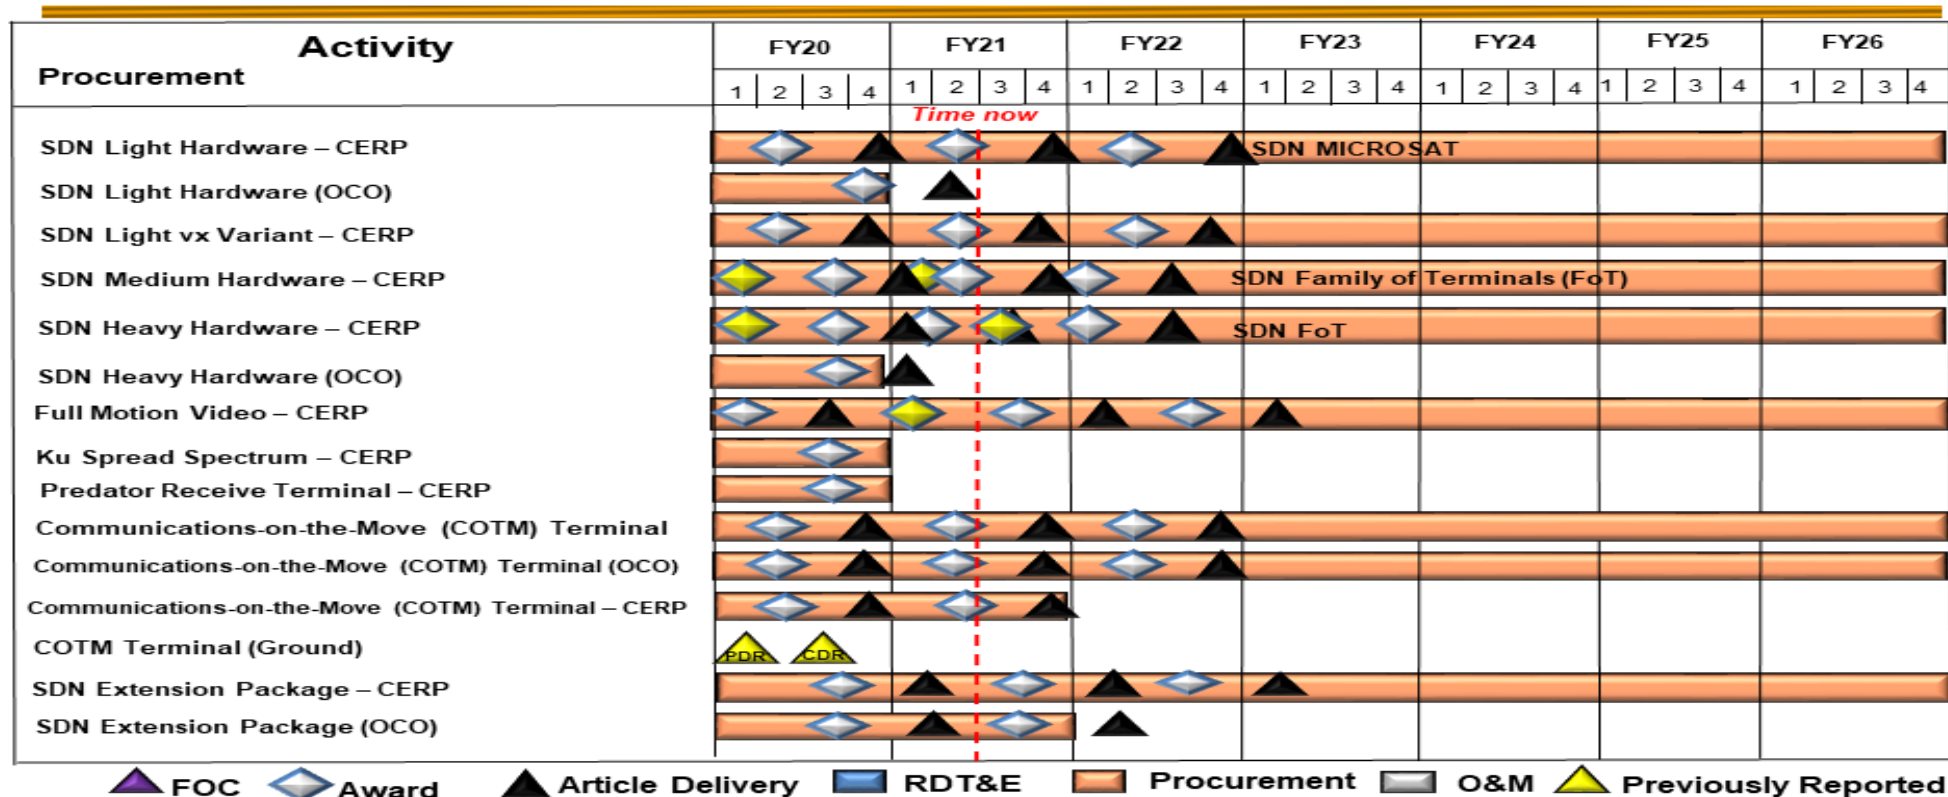 Activity
Procurement
FY20 FY21 FY22 FY23 FY24 FY25 FY26
1 2 3 4 1 2 3 4 1 2 3 4 1 2 3 4 1 2 3 4 1 2 3 4 1 2 3 4
Time now
SDN Light Hardware – CERP
SDN MICROSAT
SDN Light Hardware (OCO)
SDN Light vx Variant – CERP
SDN Medium Hardware – CERP
SDN Family of Terminals (FoT)
SDN Heavy Hardware – CERP
SDN FoT
SDN Heavy Hardware (OCO)
Full Motion Video – CERP
Ku Spread Spectrum – CERP
Predator Receive Terminal – CERP
Communications-on-the-Move (COTM) Terminal
Communications-on-the-Move (COTM) Terminal (OCO)
Communications-on-the-Move (COTM) Terminal – CERP
COTM Terminal (Ground)
PDR CDR
SDN Extension Package – CERP
SDN Extension Package (OCO)
FOC Award Article Delivery RDT&E Procurement O&M Previously Reported